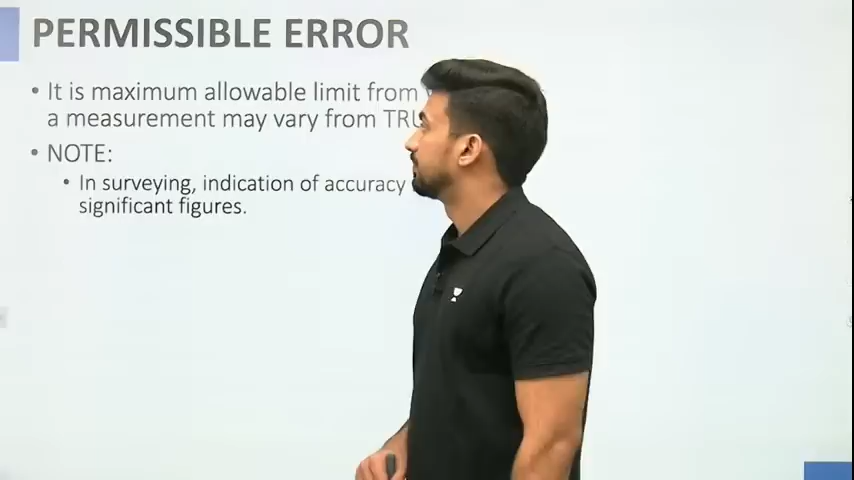 PERMISSIBLE ERROR
• It is maximum allowable limit from
a measurement may vary from
• NOTE:
• In surveying, indication of accuracy
significant figures.